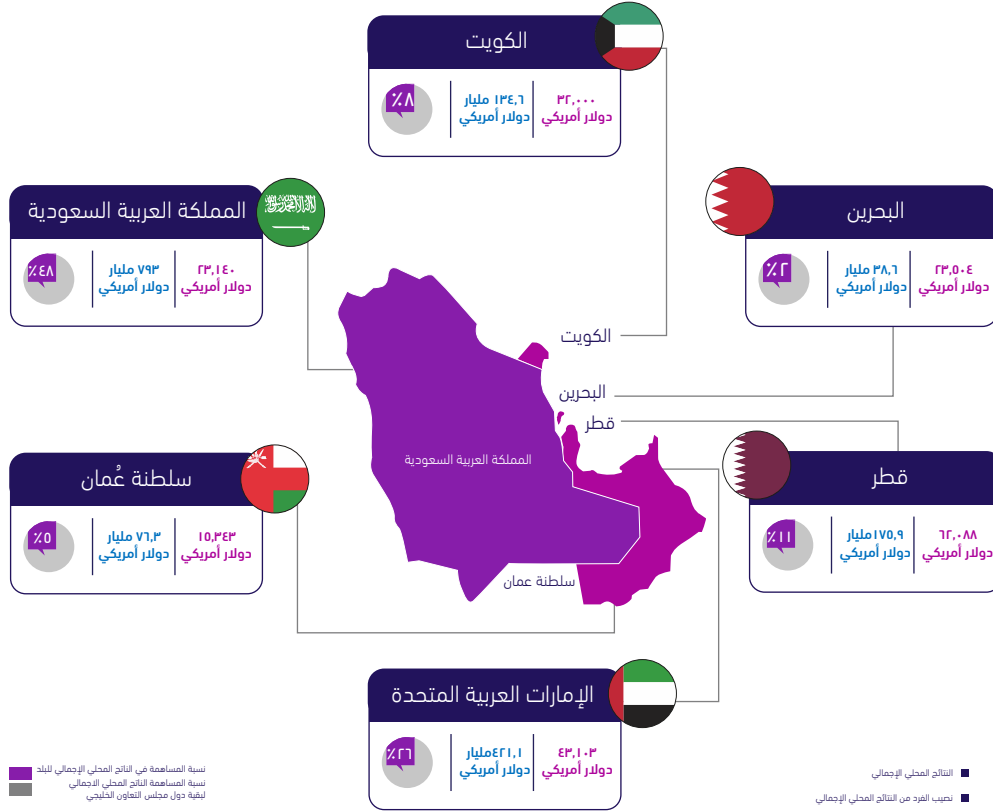 الكويت
٣٢,٠٠٠
دولار أمريكي
١٣٤,٦ مليار
دولار أمريكي
٪٨
البحرين
٢٣,٥٠٤
دولار أمريكي
٣٨,٦ مليار
دولار أمريكي
٪٢
المملكة العربية السعودية
٢٣,١٤٠
دولار أمريكي
٧٩٣ مليار
دولار أمريكي
٪٤٨
الكويت
البحرين
قطر
المملكة العربية السعودية
سلطنة عمان
قطر
٦٢,٠٨٨
دولار أمريكي
١٧٥,٩مليار
دولار أمريكي
٪١١
سلطنة عُمان
١٥,٣٤٣
دولار أمريكي
٧٦,٣ مليار
دولار أمريكي
٪٥
الإمارات العربية المتحدة
٤٣,١٠٣
دولار أمريكي
٤٢١,١مليار
دولار أمريكي
٪٢٦
النتائج المحلي الإجمالي
نصيب الفرد من النتائج المحلي الإجمالي
نسبة المساهمة في الناتج المحلي الإجمالي للبلد
نسبة المساهمة الناتج المحلي الاجمالي
لبقية دول مجلس التعاون الخليجي